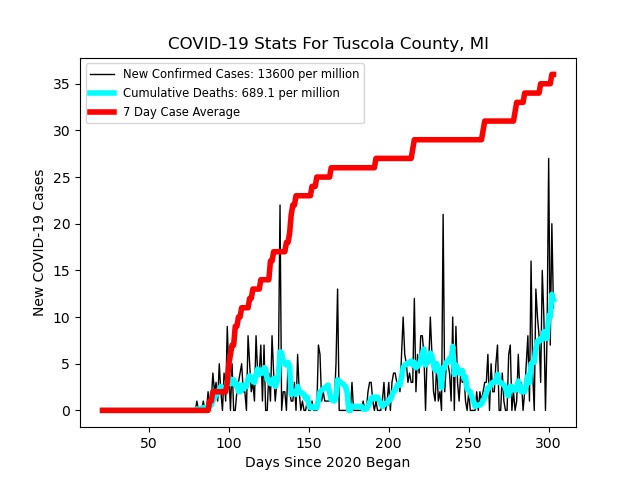 COVID-19 Stats For Tuscola County, MI
New Confirmed Cases: 13600 per million
Cumulative Deaths: 689.1 per million
7 Day Case Average
New COVID-19 Cases
35
30
25
20
15
10
5
0
50 100 150 200 250 300
Days Since 2020 Began